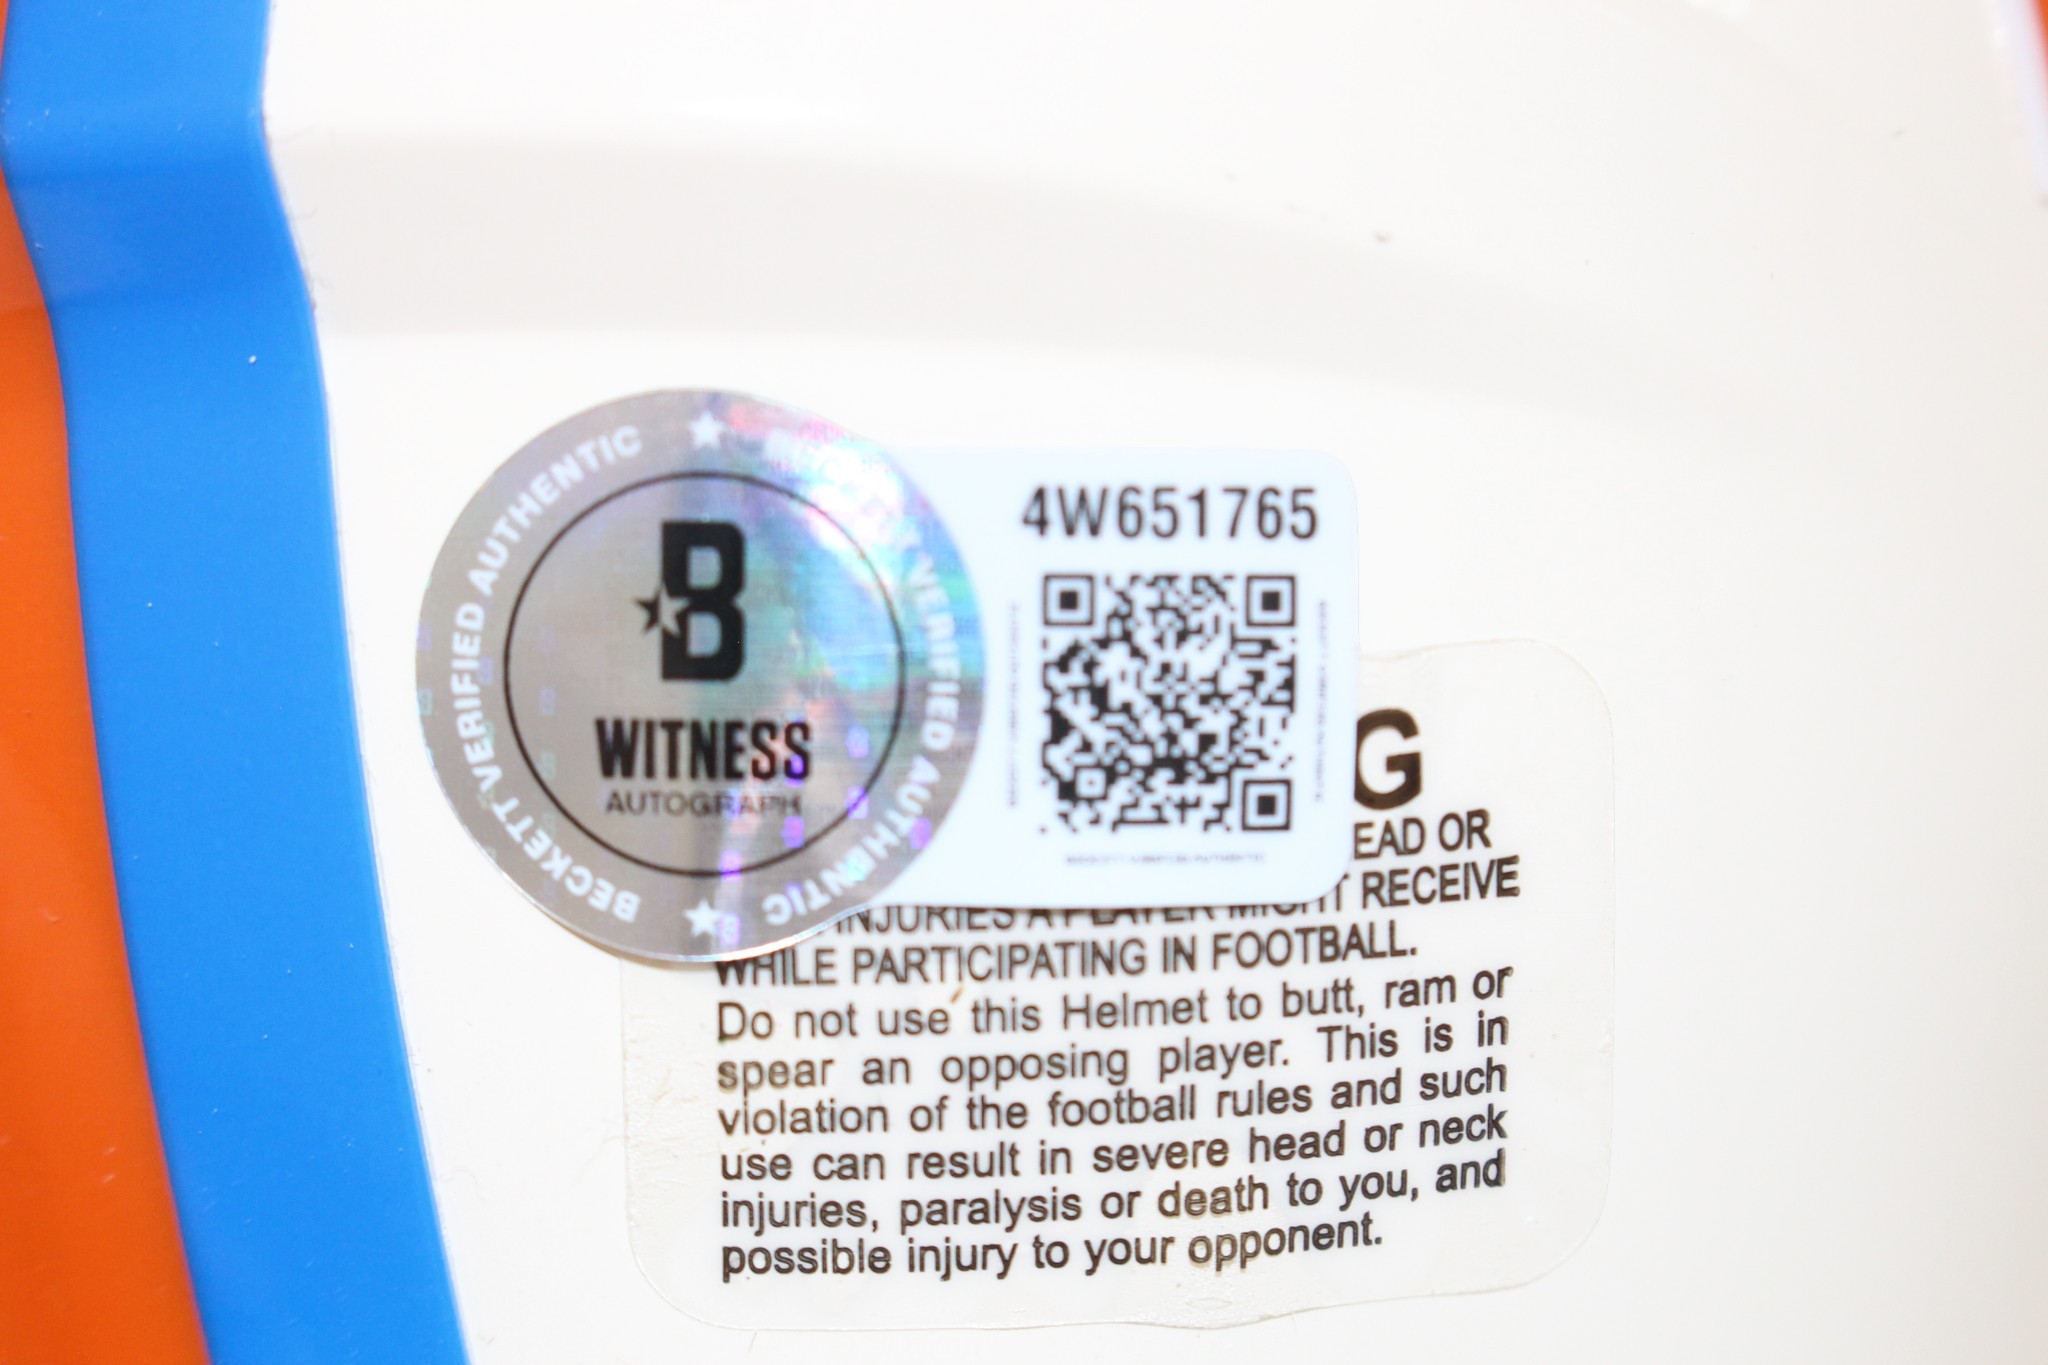 BECKETT VERIFIED AUTHENTIC
VERIFIED AUTHENTIC
B
WITNESS
AUTOGRAPH
4W651765
G
EAD OR
INJURIES A PLAYER MIGHT RECEIVE
WHILE PARTICIPATING IN FOOTBALL.
Do not use this Helmet to butt, ram or
spear an opposing player. This is in
violation of the football rules and such
use can result in severe head or neck
injuries, paralysis or death to you, and
possible injury to your opponent.